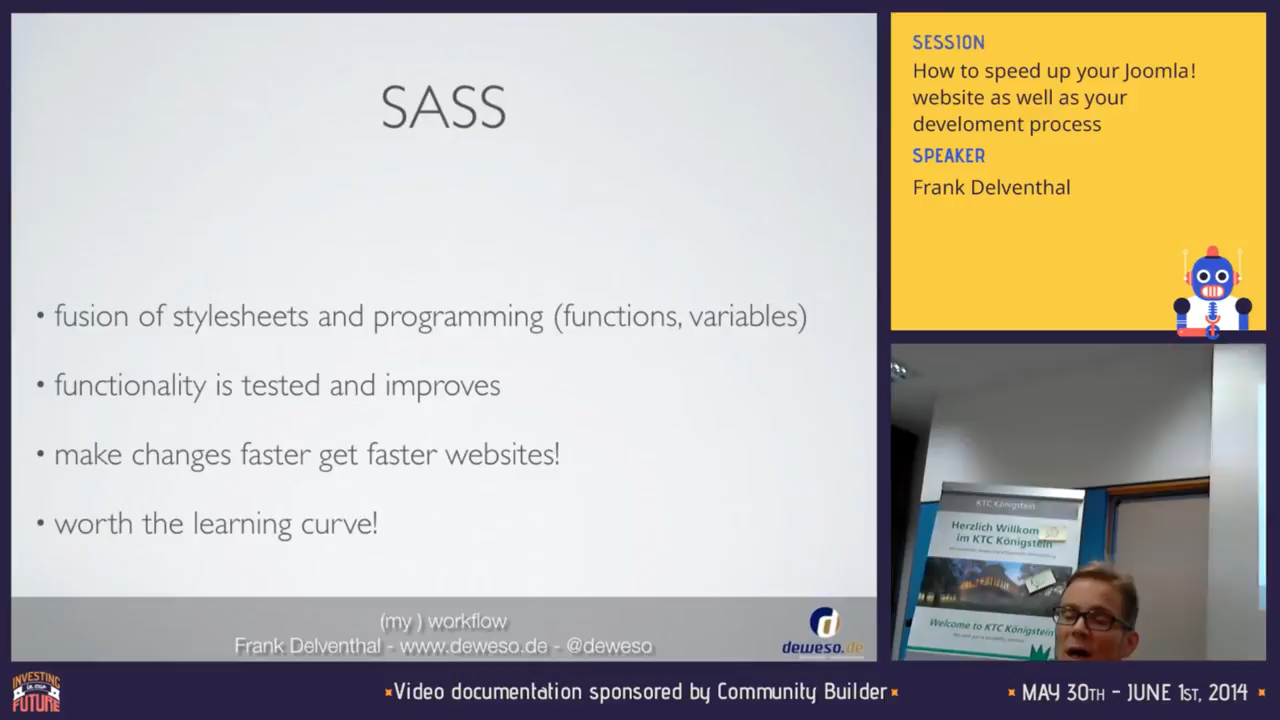 SASS
• fusion of stylesheets and programming (functions, variables)
• functionality is tested and improves
• make changes faster get faster websites!
• worth the learning curve!
(my ) workflow
Frank Delventhal - www.deweso.de - @deweso
deweso.de
SESSION
How to speed up your Joomla!
website as well as your
develoment process
SPEAKER
Frank Delventhal
KTC Königstein
Herzlich Willkom
im KTC Königstein
Welcome to KTC Königstein
INVESTING
in our
FUTURE
Video documentation sponsored by Community Builder
MAY 30TH - JUNE 1ST, 2014